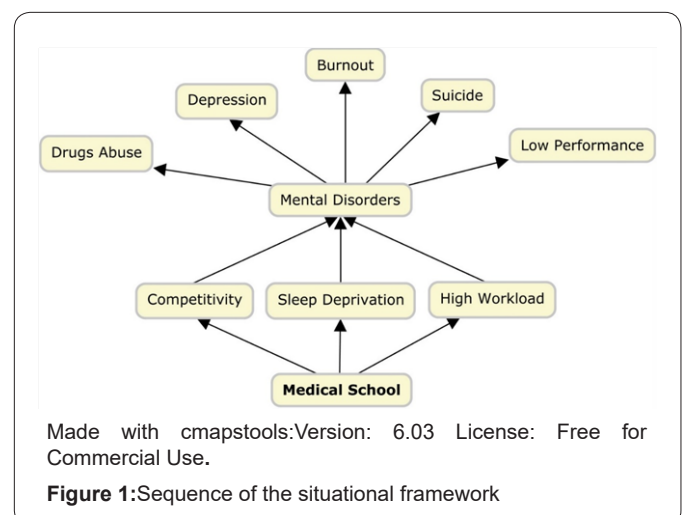 Burnout
Depression
Suicide
Drugs Abuse
Low Performance
Mental Disorders
Competitivity
Sleep Deprivation
High Workload
Medical School
Made with cmapstools:Version: 6.03 License: Free for
Commercial Use.
Figure 1:Sequence of the situational framework